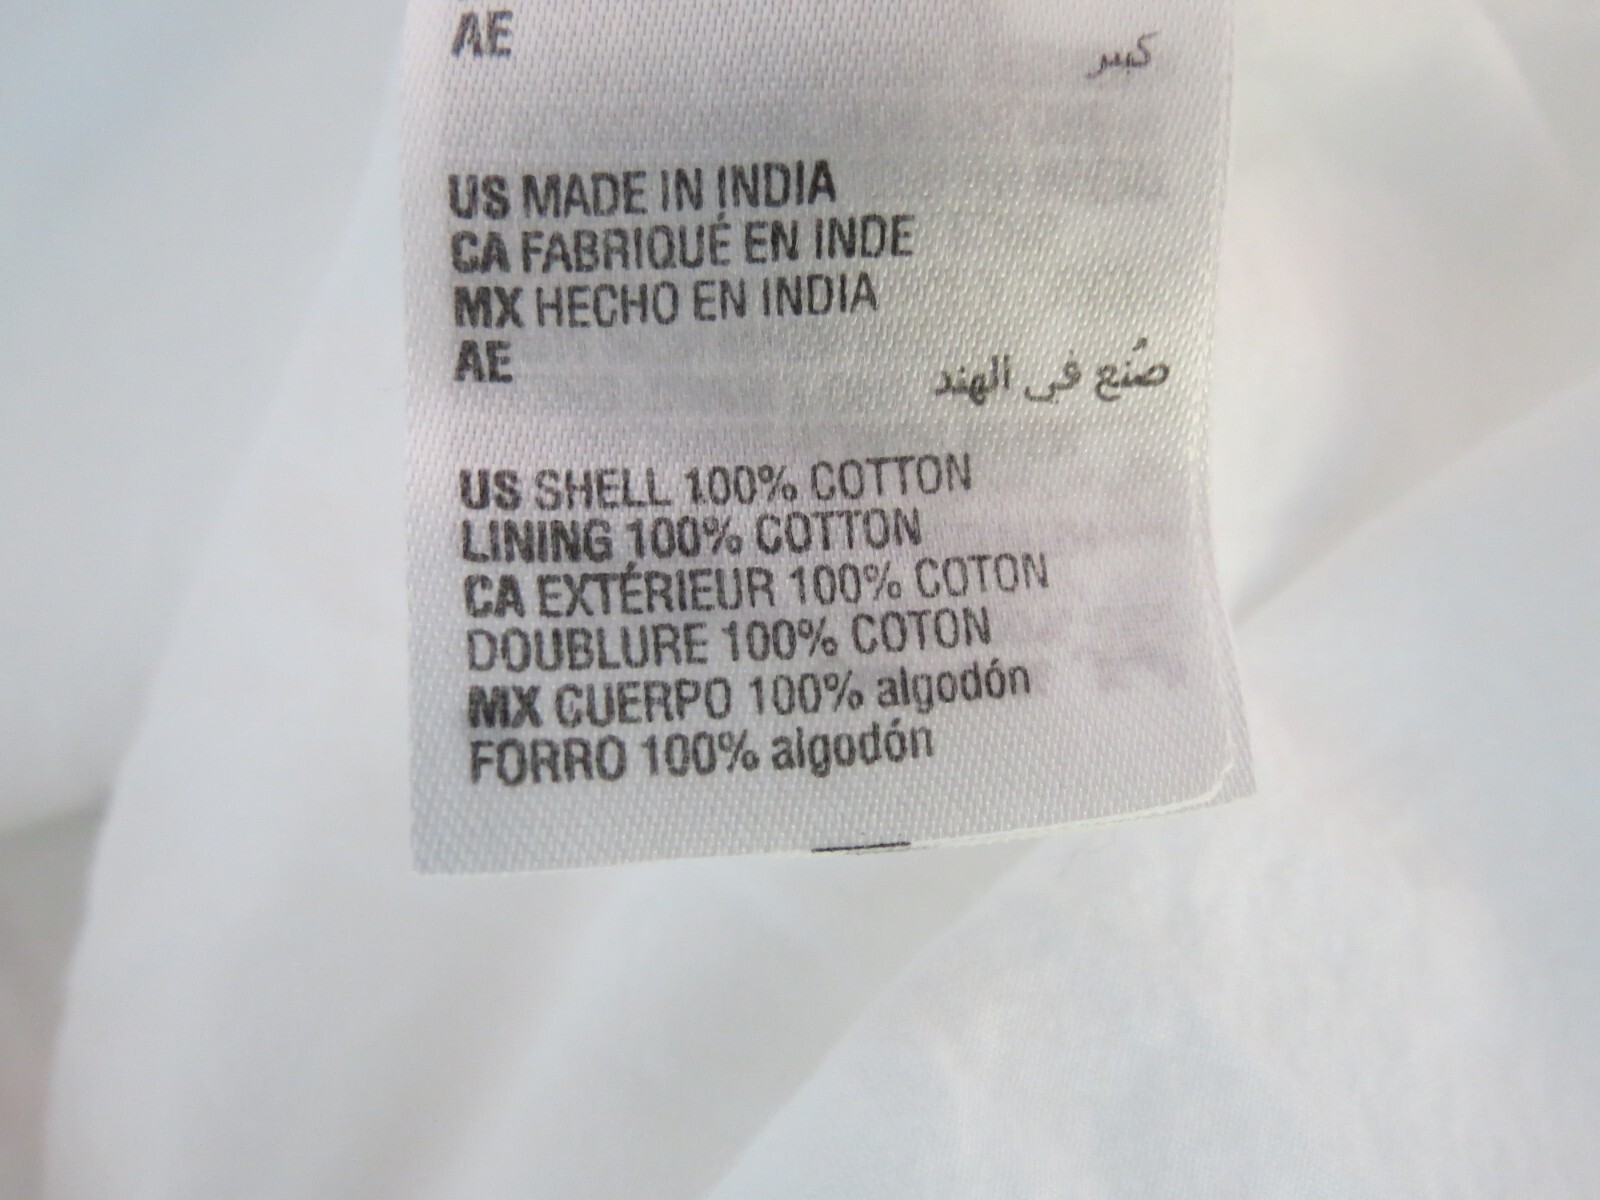 AE كبير
US MADE IN INDIA
CA FABRIQUÉ EN INDE
MX HECHO EN INDIA
AE صُنع في الهند
US SHELL 100% COTTON
LINING 100% COTTON
CA EXTÉRIEUR 100% COTON
DOUBLURE 100% COTON
MX CUERPO 100% algodón
FORRO 100% algodón